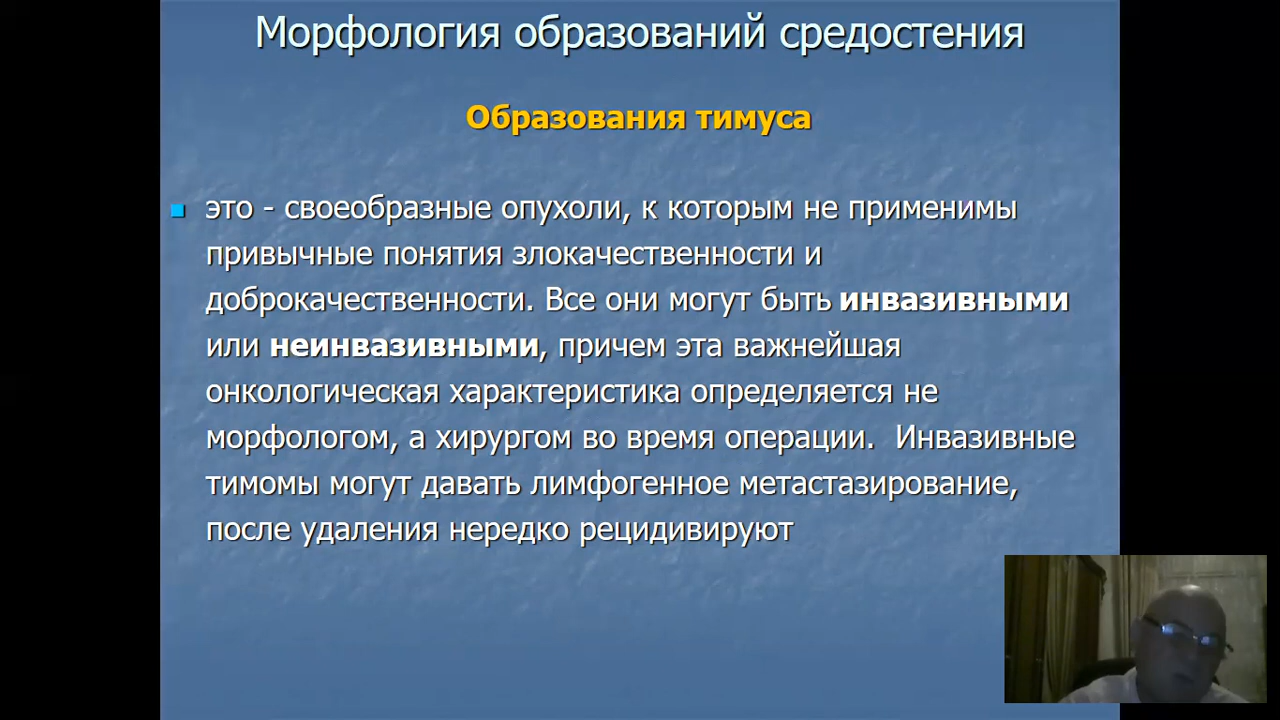 Морфология образований средостения
Образования тимуса
это - своеобразные опухоли, к которым не применимы
привычные понятия злокачественности и
доброкачественности. Все они могут быть инвазивными
или неинвазивными, причем эта важнейшая
онкологическая характеристика определяется не
морфологом, а хирургом во время операции. Инвазивные
тимомы могут давать лимфогенное метастазирование,
после удаления нередко рецидивируют